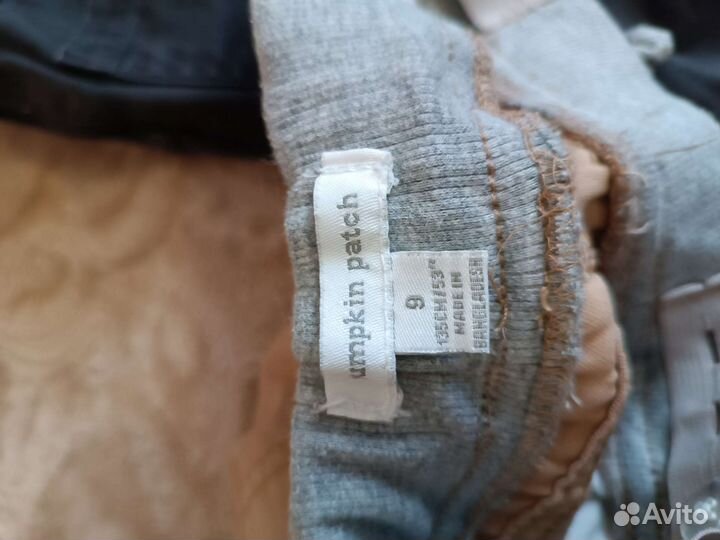 umpkin patch
9
135CM/53"
MADE IN
BANGLADESH
Avito